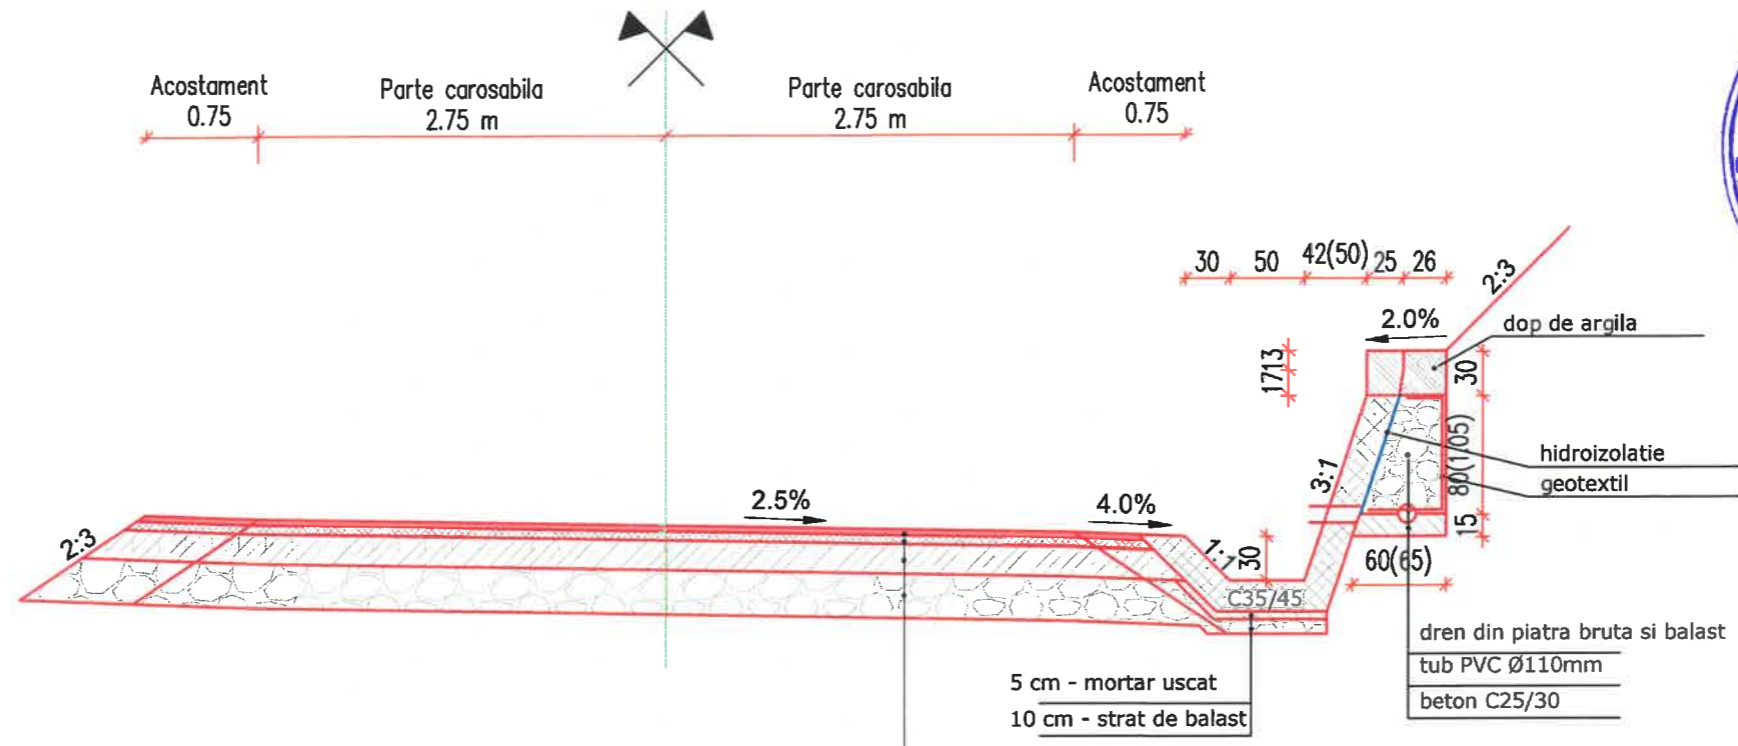 Acostament
0.75
Parte carosabila
2.75 m
Parte carosabila
2.75 m
Acostament
0.75
30 50 42(50) 25 26
2:3
2.0%
dop de argila
1713
30
hidroizolatie
80(1.05)
geotextil
3:1
2.5%
4.0%
2:3
1:1
30
15
60(65)
C35/45
dren din piatra bruta si balast
tub PVC Ø110mm
beton C25/30
5 cm - mortar uscat
10 cm - strat de balast